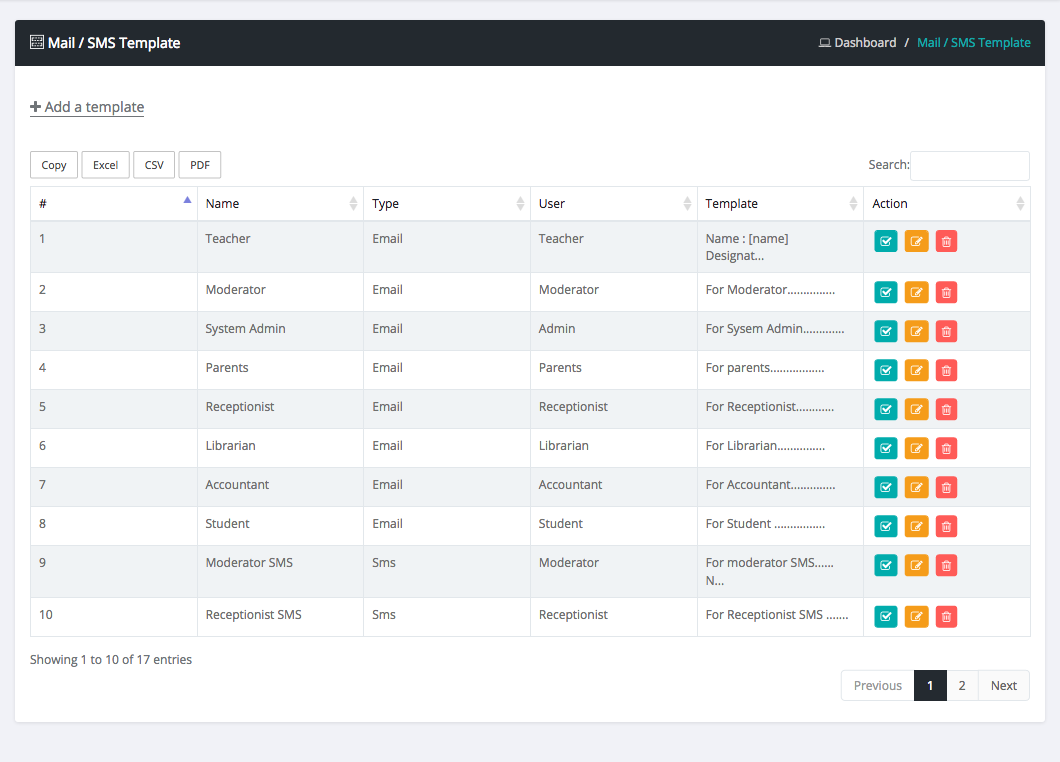 Mail / SMS Template
Dashboard / Mail / SMS Template
Add a template
Copy Excel CSV PDF Search:
# Name Type User Template Action
1 Teacher Email Teacher Name : [name]
Designat...
2 Moderator Email Moderator For Moderator...............
3 System Admin Email Admin For Sysem Admin.............
4 Parents Email Parents For parents.................
5 Receptionist Email Receptionist For Receptionist............
6 Librarian Email Librarian For Librarian...............
7 Accountant Email Accountant For Accountant..............
8 Student Email Student For Student ................
9 Moderator SMS Sms Moderator For moderator SMS......
N...
10 Receptionist SMS Sms Receptionist For Receptionist SMS .......
Showing 1 to 10 of 17 entries
Previous 1 2 Next